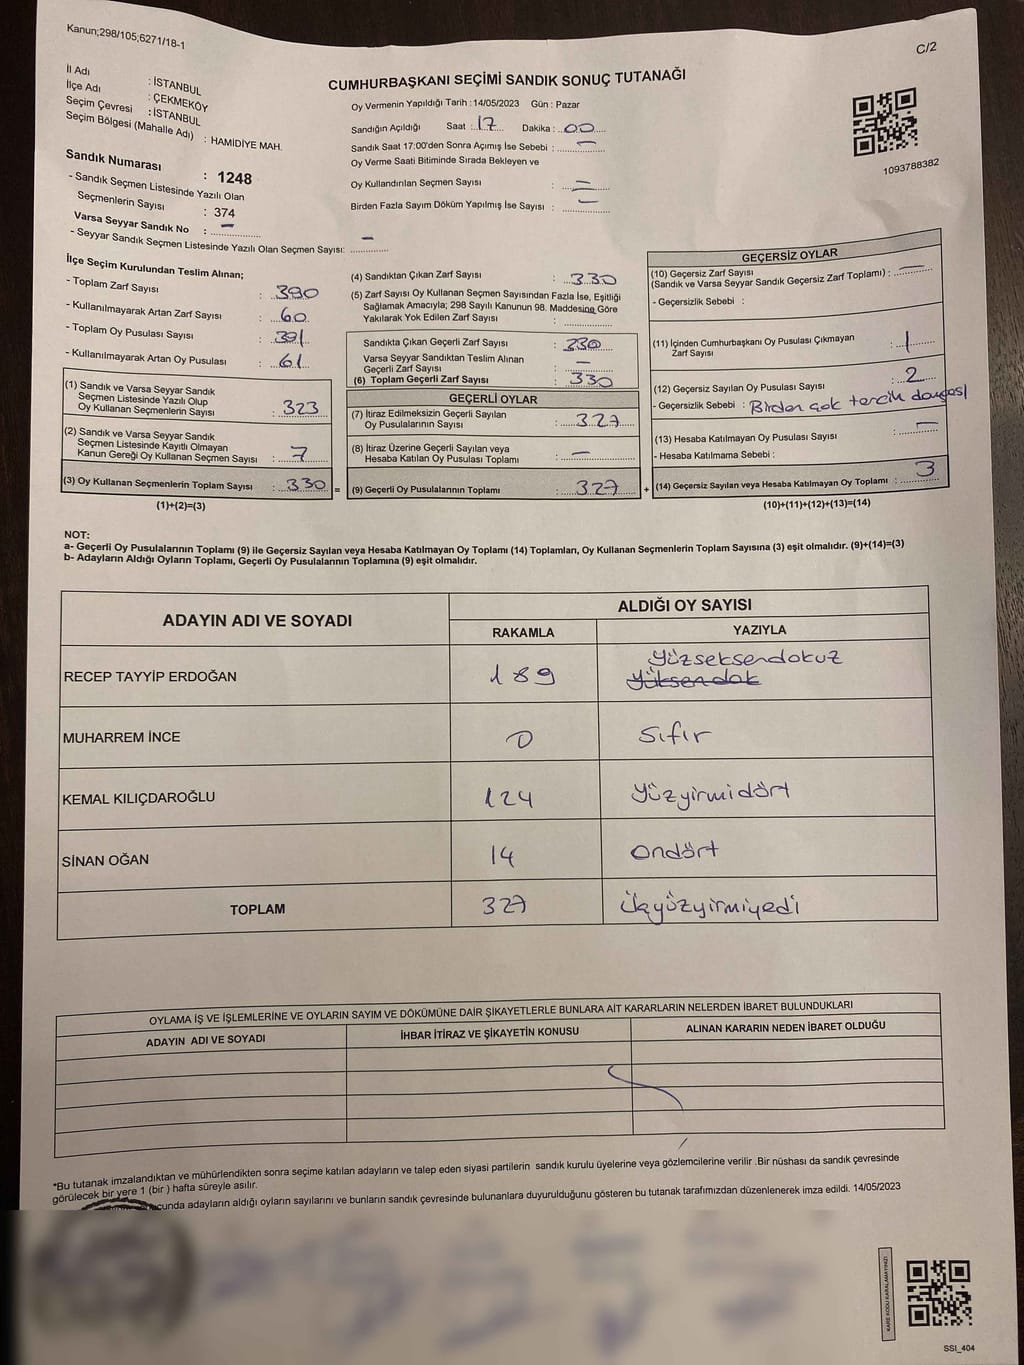 Kanun;298/105;6271/18-1
C/2
İl Adı : İSTANBUL
İlçe Adı : ÇEKMEKÖY
Seçim Çevresi : İSTANBUL
Seçim Bölgesi (Mahalle Adı) : HAMİDİYE MAH.
Sandık Numarası : 1248
- Sandık Seçmen Listesinde Yazılı Olan
Seçmenlerin Sayısı : 374
Varsa Seyyar Sandık No : –
- Seyyar Sandık Seçmen Listesinde Yazılı Olan Seçmen Sayısı: –
CUMHURBAŞKANI SEÇİMİ SANDIK SONUÇ TUTANAĞI
Oy Vermenin Yapıldığı Tarih : 14/05/2023 Gün : Pazar
Sandığın Açıldığı Saat : 17 Dakika : 00
Sandık Saat 17:00'den Sonra Açımış İse Sebebi : –
Oy Verme Saati Bitiminde Sırada Bekleyen ve
Oy Kullandırılan Seçmen Sayısı : –
Birden Fazla Sayım Döküm Yapılmış İse Sayısı : –
1093788382
İlçe Seçim Kurulundan Teslim Alınan;
- Toplam Zarf Sayısı : 390
- Kullanılmayarak Artan Zarf Sayısı : 60
- Toplam Oy Pusulası Sayısı : 391
- Kullanılmayarak Artan Oy Pusulası : 61
(1) Sandık ve Varsa Seyyar Sandık
Seçmen Listesinde Yazılı Olup
Oy Kullanan Seçmenlerin Sayısı : 323
(2) Sandık ve Varsa Seyyar Sandık
Seçmen Listesinde Kayıtlı Olmayan
Kanun Gereği Oy Kullanan Seçmen Sayısı : 7
(3) Oy Kullanan Seçmenlerin Toplam Sayısı : 330 =
(1)+(2)=(3)
(4) Sandıktan Çıkan Zarf Sayısı : 330
(5) Zarf Sayısı Oy Kullanan Seçmen Sayısından Fazla İse, Eşitliği
Sağlamak Amacıyla; 298 Sayılı Kanunun 98. Maddesine Göre
Yakılarak Yok Edilen Zarf Sayısı :
Sandıkta Çıkan Geçerli Zarf Sayısı : 330
Varsa Seyyar Sandıktan Teslim Alınan
Geçerli Zarf Sayısı : –
(6) Toplam Geçerli Zarf Sayısı : 330
GEÇERLİ OYLAR
(7) İtiraz Edilmeksizin Geçerli Sayılan
Oy Pusulalarının Sayısı : 327
(8) İtiraz Üzerine Geçerli Sayılan veya
Hesaba Katılan Oy Pusulası Toplamı : –
(9) Geçerli Oy Pusulalarının Toplamı : 327 +
GEÇERSİZ OYLAR
(10) Geçersiz Zarf Sayısı
(Sandık ve Varsa Seyyar Sandık Geçersiz Zarf Toplamı) : –
- Geçersizlik Sebebi :
(11) İçinden Cumhurbaşkanı Oy Pusulası Çıkmayan
Zarf Sayısı : 1
(12) Geçersiz Sayılan Oy Pusulası Sayısı : 2
- Geçersizlik Sebebi : Birden çok tercih
(13) Hesaba Katılmayan Oy Pusulası Sayısı : –
- Hesaba Katılmama Sebebi :
(14) Geçersiz Sayılan veya Hesaba Katılmayan Oy Toplamı : 3
(10)+(11)+(12)+(13)=(14)
NOT:
a- Geçerli Oy Pusulalarının Toplamı (9) ile Geçersiz Sayılan veya Hesaba Katılmayan Oy Toplamı (14) Toplamları, Oy Kullanan Seçmenlerin Toplam Sayısına (3) eşit olmalıdır. (9)+(14)=(3)
b- Adayların Aldığı Oyların Toplamı, Geçerli Oy Pusulalarının Toplamına (9) eşit olmalıdır.
ADAYIN ADI VE SOYADI
ALDIĞI OY SAYISI
RAKAMLA YAZIYLA
RECEP TAYYİP ERDOĞAN 189 Yüzseksendokuz
Yüksendok
MUHARREM İNCE 0 Sıfır
KEMAL KILIÇDAROĞLU 124 Yüzyirmidört
SİNAN OĞAN 14 Ondört
TOPLAM 327 Üçyüzyirmiyedi
OYLAMA İŞ VE İŞLEMLERİNE VE OYLARIN SAYIM VE DÖKÜMÜNE DAİR ŞİKAYETLERLE BUNLARA AİT KARARLARIN NELERDEN İBARET BULUNDUKLARI
ADAYIN ADI VE SOYADI İHBAR İTİRAZ VE ŞİKAYETİN KONUSU ALINAN KARARIN NEDEN İBARET OLDUĞU
*Bu tutanak imzalandıktan ve mühürlendikten sonra seçime katılan adayların ve talep eden siyasi partilerin sandık kurulu üyelerine veya gözlemcilerine verilir .Bir nüshası da sandık çevresinde
görülecek bir yere 1 (bir ) hafta süreyle asılır.
cunda adayların aldığı oyların sayılarını ve bunların sandık çevresinde bulunanlara duyurulduğunu gösteren bu tutanak tarafımızdan düzenlenerek imza edildi. 14/05/2023
KARE KODU KARALAMAYINIZ!
SSI_404